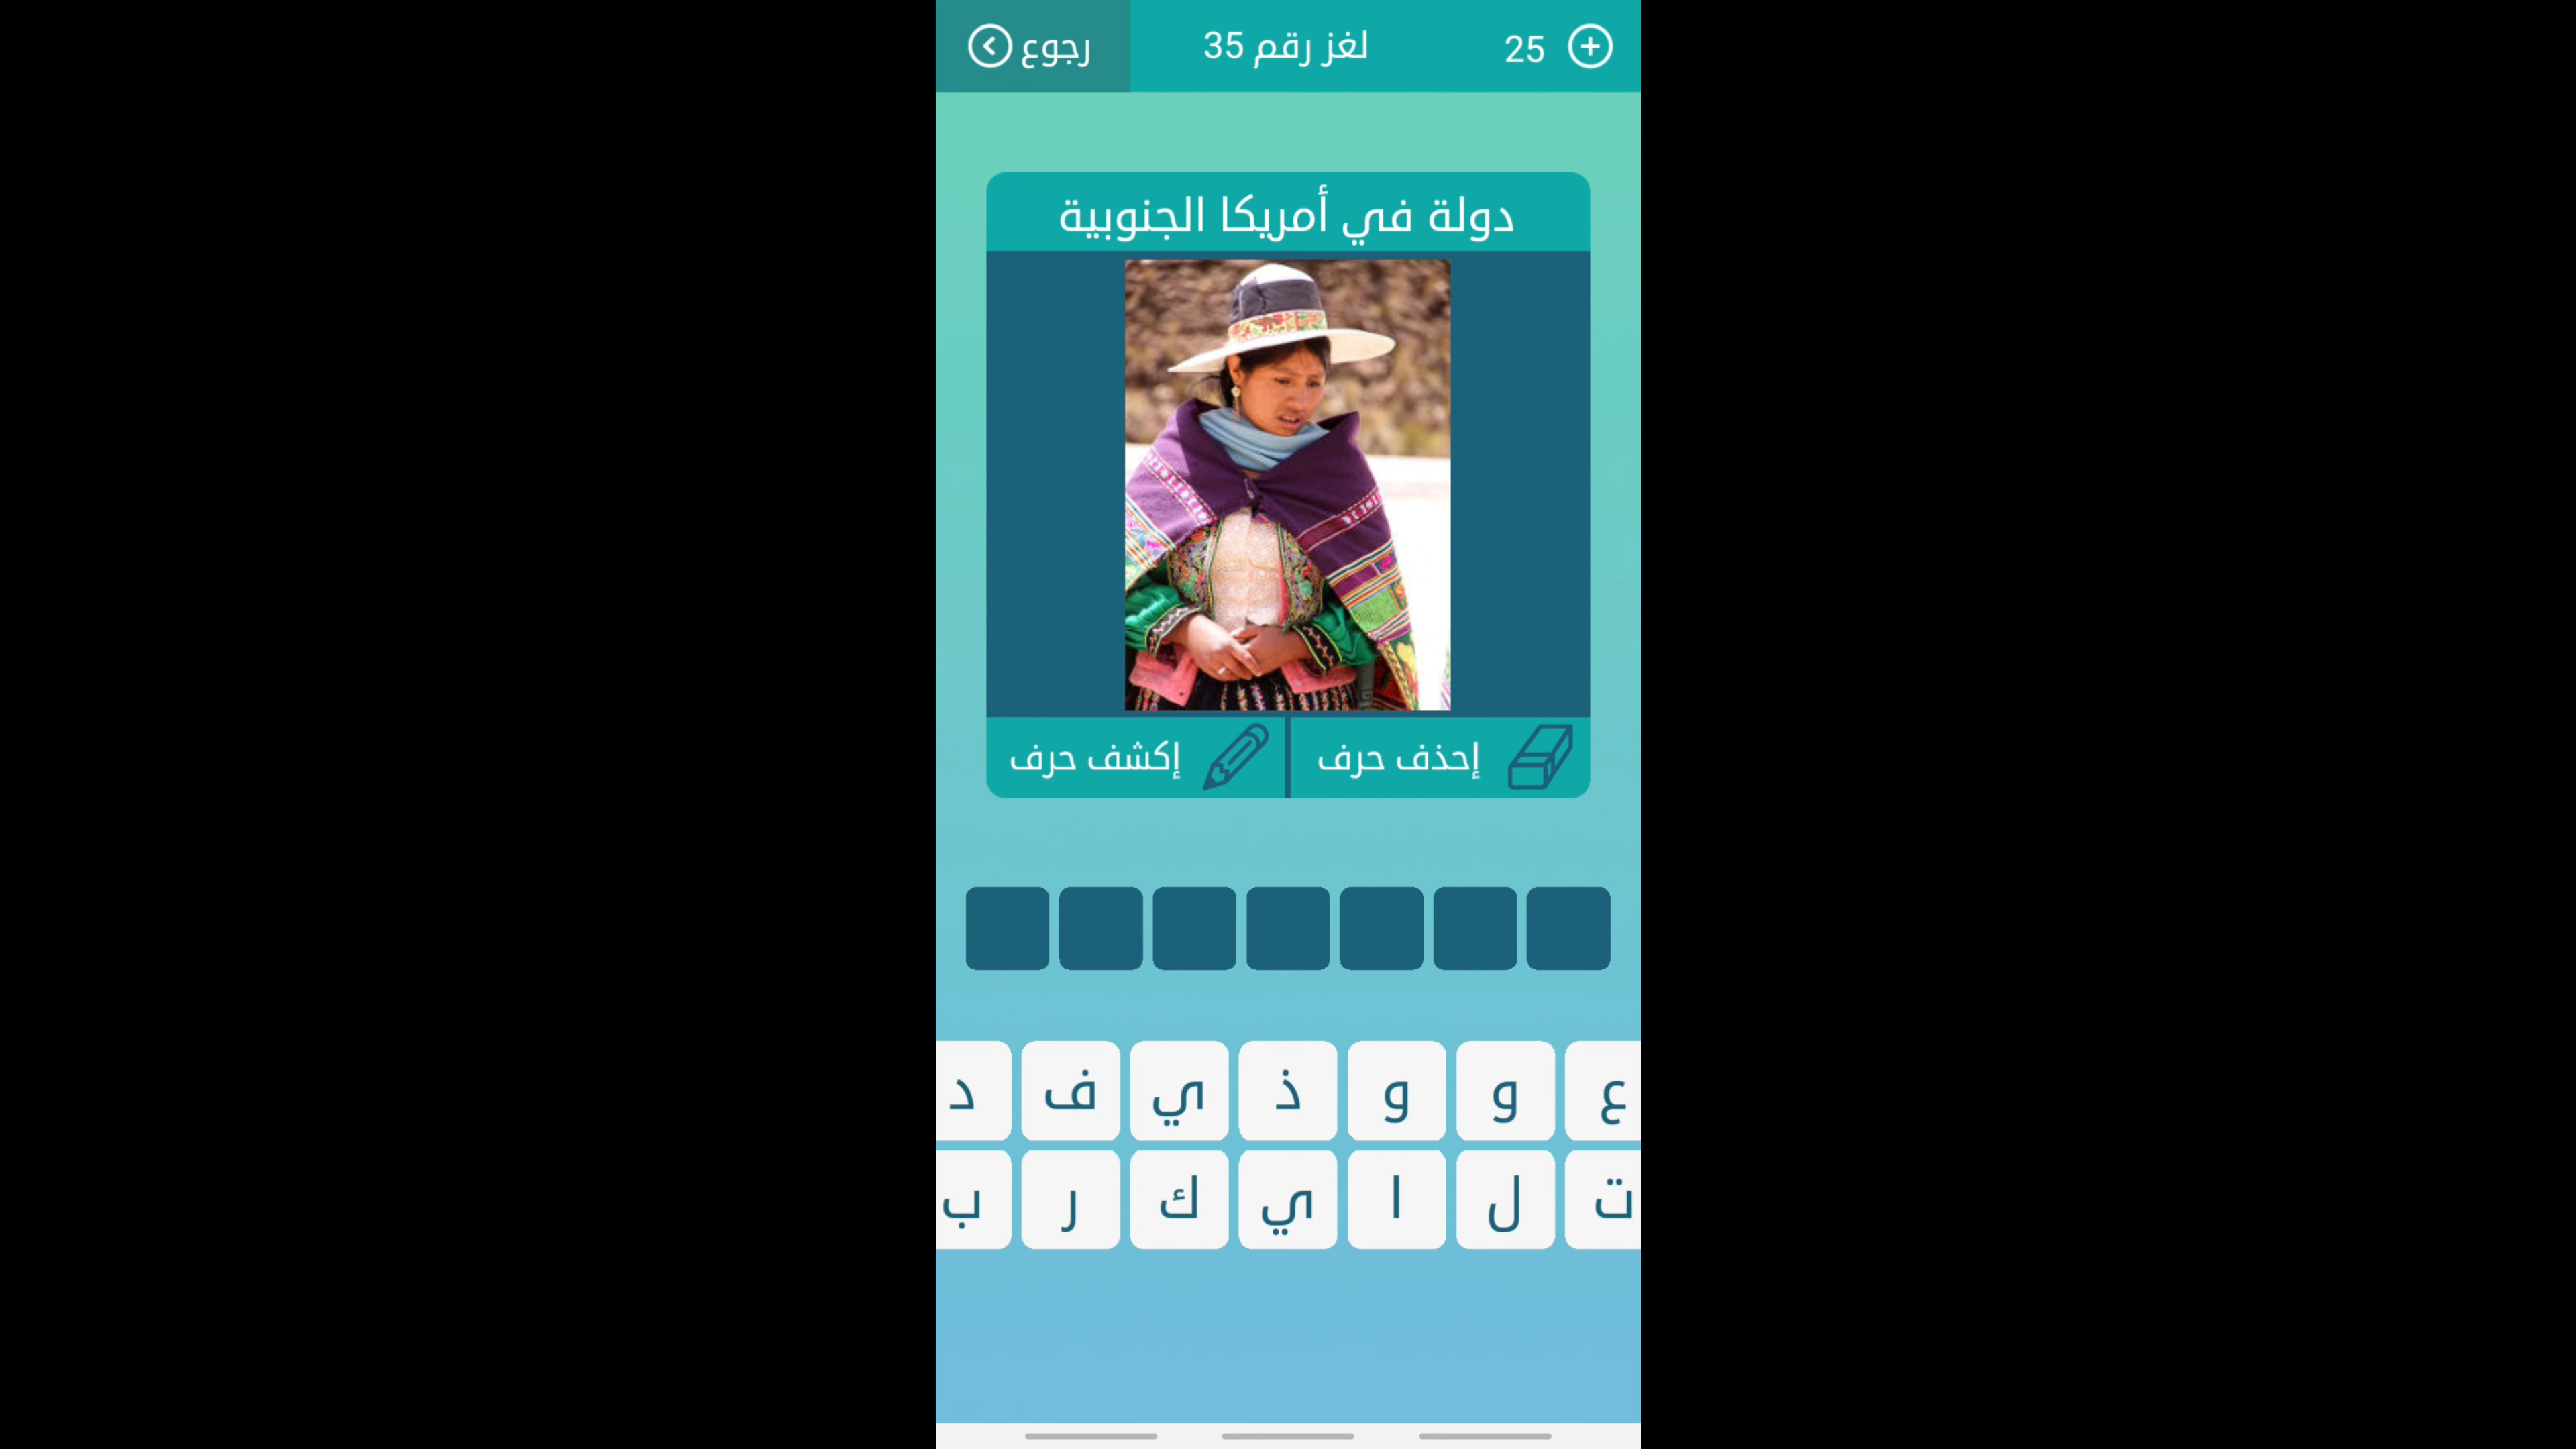 رجوع لغز رقم 35 25
دولة في أمريكا الجنوبية
إحذف حرف إكشف حرف
ع و و ذ ي ف د
ت ل ا ي ك ر ب